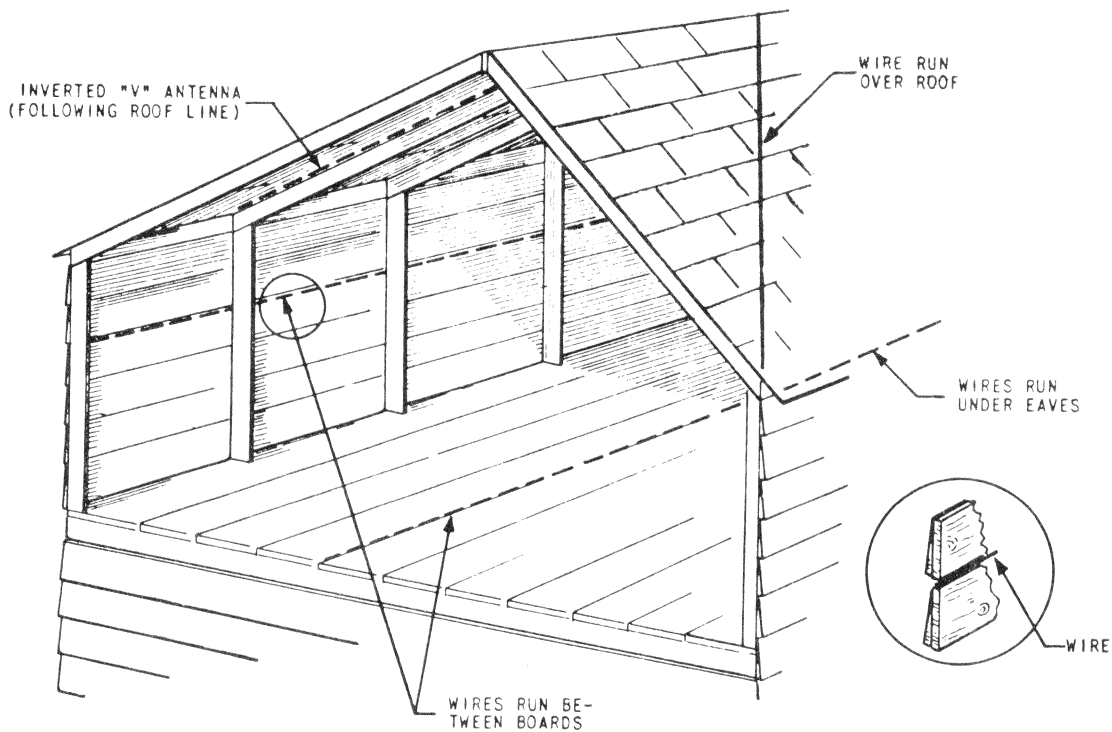 INVERTED "V" ANTENNA
(FOLLOWING ROOF LINE)
WIRE RUN
OVER ROOF
WIRES RUN
UNDER EAVES
WIRE
WIRES RUN BE-
TWEEN BOARDS